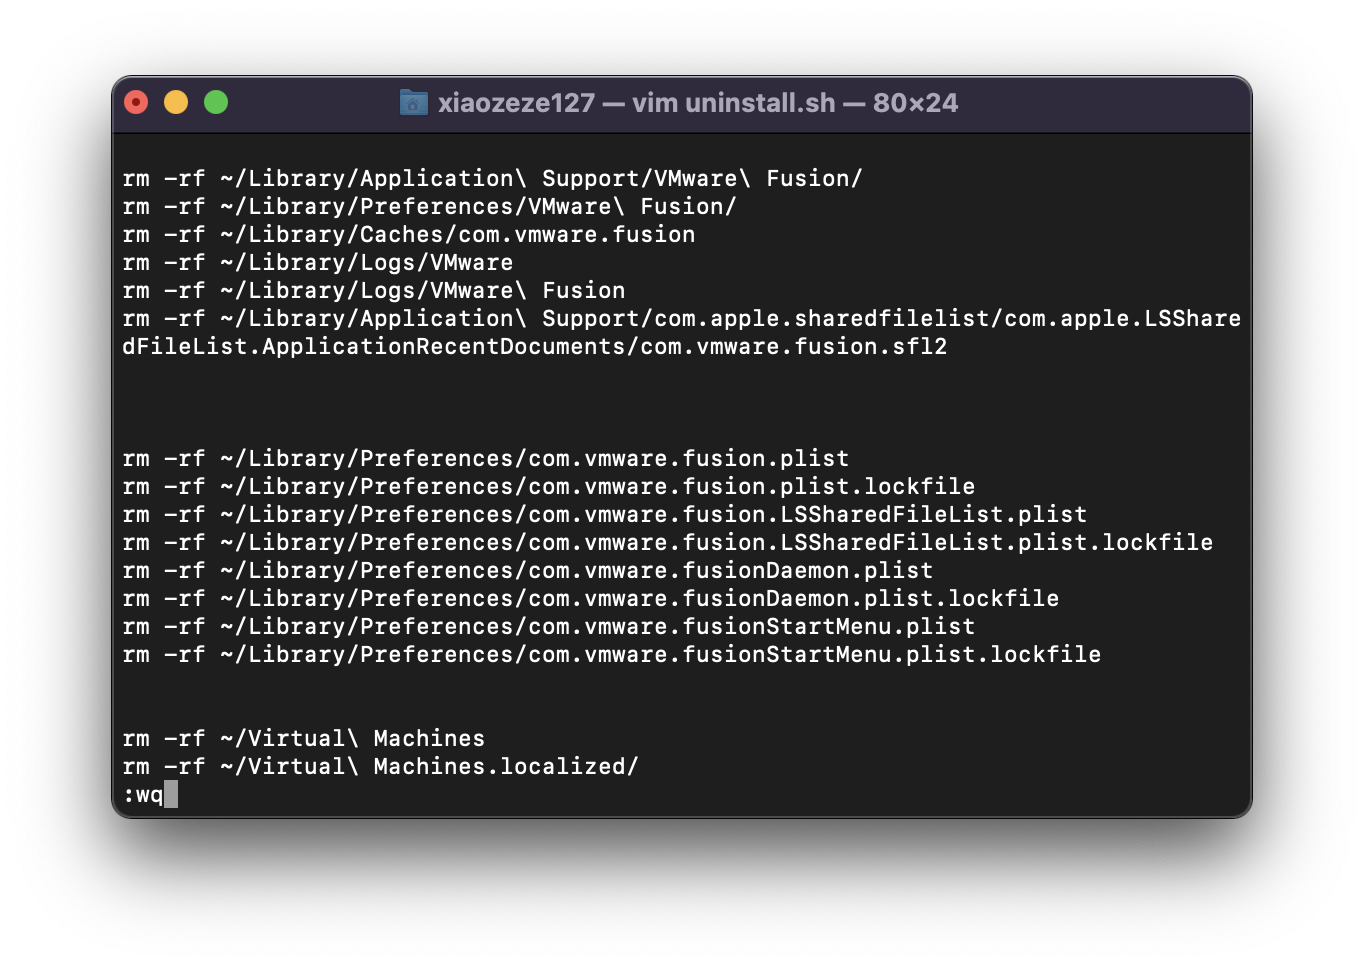 xiaozeze127 — vim uninstall.sh — 80×24
rm -rf ~/Library/Application\ Support/VMware\ Fusion/
rm -rf ~/Library/Preferences/VMware\ Fusion/
rm -rf ~/Library/Caches/com.vmware.fusion
rm -rf ~/Library/Logs/VMware
rm -rf ~/Library/Logs/VMware\ Fusion
rm -rf ~/Library/Application\ Support/com.apple.sharedfilelist/com.apple.LSShare
dFileList.ApplicationRecentDocuments/com.vmware.fusion.sfl2
rm -rf ~/Library/Preferences/com.vmware.fusion.plist
rm -rf ~/Library/Preferences/com.vmware.fusion.plist.lockfile
rm -rf ~/Library/Preferences/com.vmware.fusion.LSSharedFileList.plist
rm -rf ~/Library/Preferences/com.vmware.fusion.LSSharedFileList.plist.lockfile
rm -rf ~/Library/Preferences/com.vmware.fusionDaemon.plist
rm -rf ~/Library/Preferences/com.vmware.fusionDaemon.plist.lockfile
rm -rf ~/Library/Preferences/com.vmware.fusionStartMenu.plist
rm -rf ~/Library/Preferences/com.vmware.fusionStartMenu.plist.lockfile
rm -rf ~/Virtual\ Machines
rm -rf ~/Virtual\ Machines.localized/
:wq